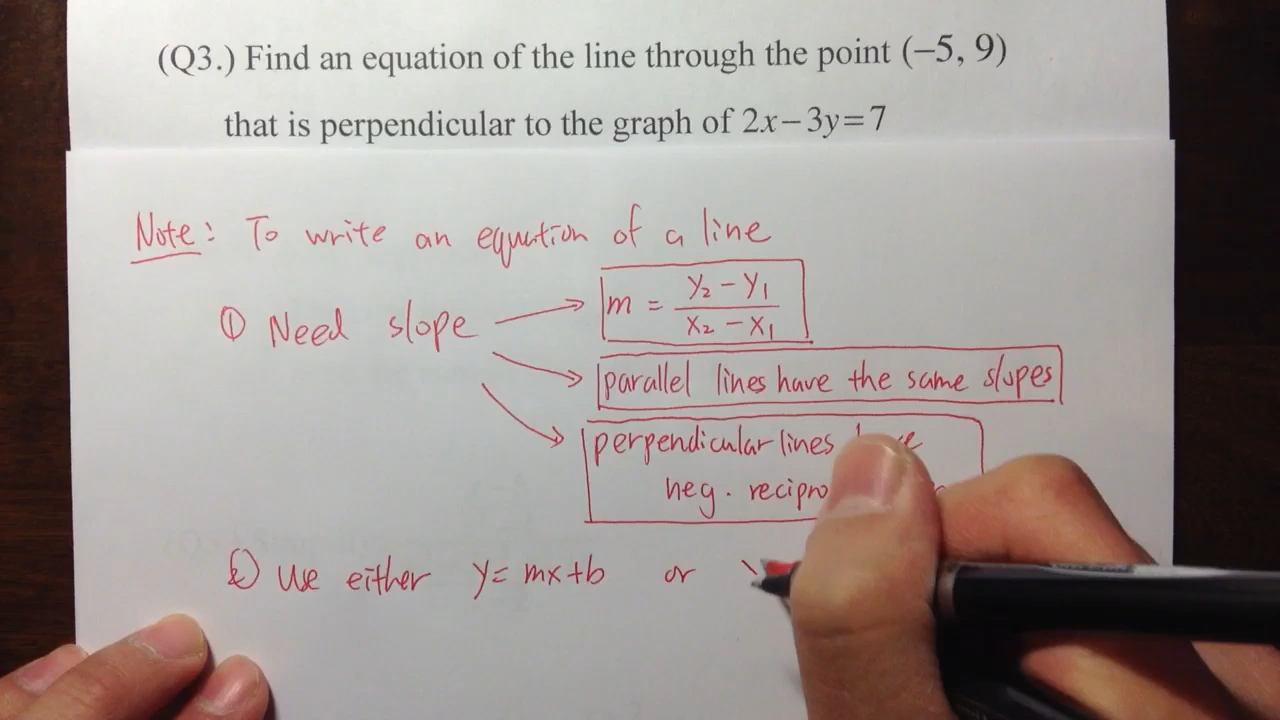 (Q3.) Find an equation of the line through the point (−5, 9)
that is perpendicular to the graph of 2x−3y=7
Note: To write an equation of a line
① Need slope
m = y₂ − y₁ / x₂ − x₁
parallel lines have the same slopes
perpendicular lines
neg.
② Use either y = mx+b or